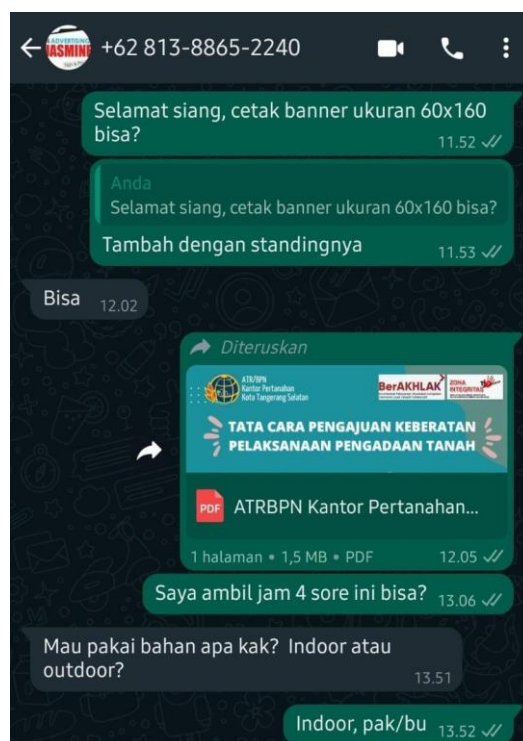 ADVERTISING
JASMINE
+62 813-8865-2240
Selamat siang, cetak banner ukuran 60x160
bisa?
11.52
Anda
Selamat siang, cetak banner ukuran 60x160 bisa?
Tambah dengan standingnya
11.53
Bisa
12.02
Diteruskan
ATR/BPN
Kantor Pertanahan
Kota Tangerang Selatan
BerAKHLAK
ZONA
INTEGRITAS
TATA CARA PENGAJUAN KEBERATAN
PELAKSANAAN PENGADAAN TANAH
PDF
ATRBPN Kantor Pertanahan...
1 halaman • 1,5 MB • PDF
12.05
Saya ambil jam 4 sore ini bisa?
13.06
Mau pakai bahan apa kak? Indoor atau
outdoor?
13.51
Indoor, pak/bu
13.52